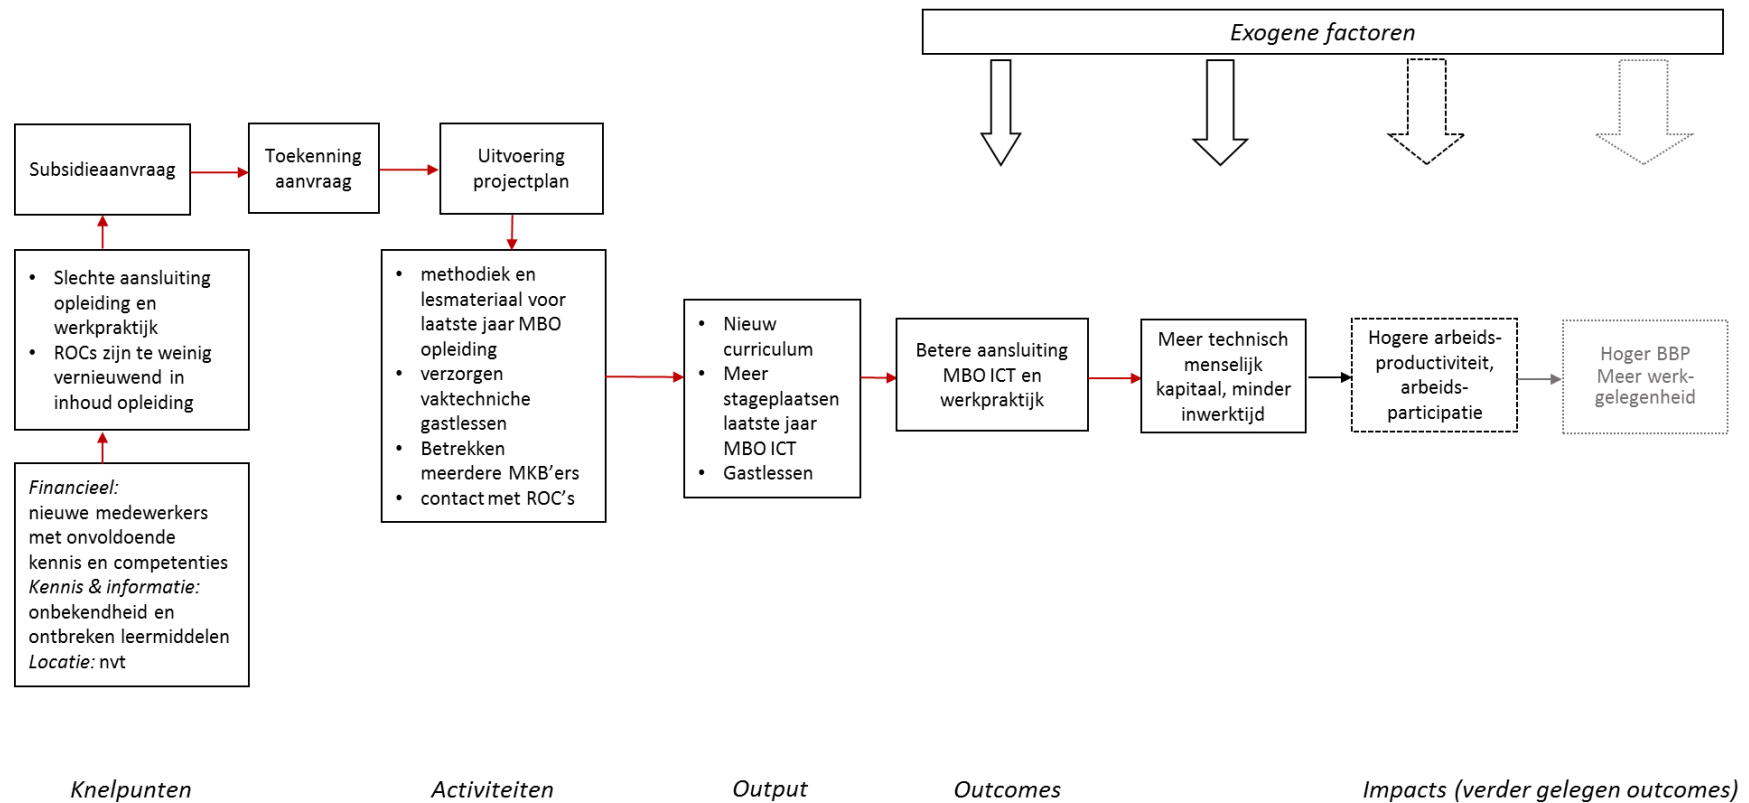 Exogene factoren
Subsidieaanvraag
Toekenning
aanvraag
Uitvoering
projectplan
• Slechte aansluiting
opleiding en
werkpraktijk
• ROCs zijn te weinig
vernieuwend in
inhoud opleiding
Financieel:
nieuwe medewerkers
met onvoldoende
kennis en competenties
Kennis & informatie:
onbekendheid en
ontbreken leermiddelen
Locatie: nvt
• methodiek en
lesmateriaal voor
laatste jaar MBO
opleiding
• verzorgen
vaktechniche
gastlessen
• Betrekken
meerdere MKB’ers
• contact met ROC’s
• Nieuw
curriculum
• Meer
stageplaatsen
laatste jaar
MBO ICT
• Gastlessen
Betere aansluiting
MBO ICT en
werkpraktijk
Meer technisch
menselijk
kapitaal, minder
inwerktijd
Hogere arbeids-
productiviteit,
arbeids-
participatie
Hoger BBP
Meer werk-
gelegenheid
Knelpunten
Activiteiten
Output
Outcomes
Impacts (verder gelegen outcomes)